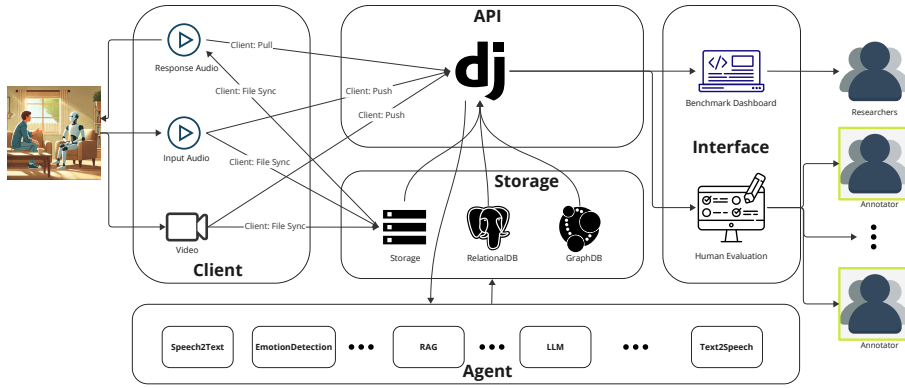 API
dj
Client: Pull
Response Audio
Client: File Sync
Client: Push
Client: Push
Input Audio
Client: File Sync
Video
Client: File Sync
Client
Storage
Storage
RelationalDB
GraphDB
Benchmark Dashboard
Interface
Human Evaluation
Researchers
Annotator
Annotator
Speech2Text
EmotionDetection
RAG
LLM
Text2Speech
Agent